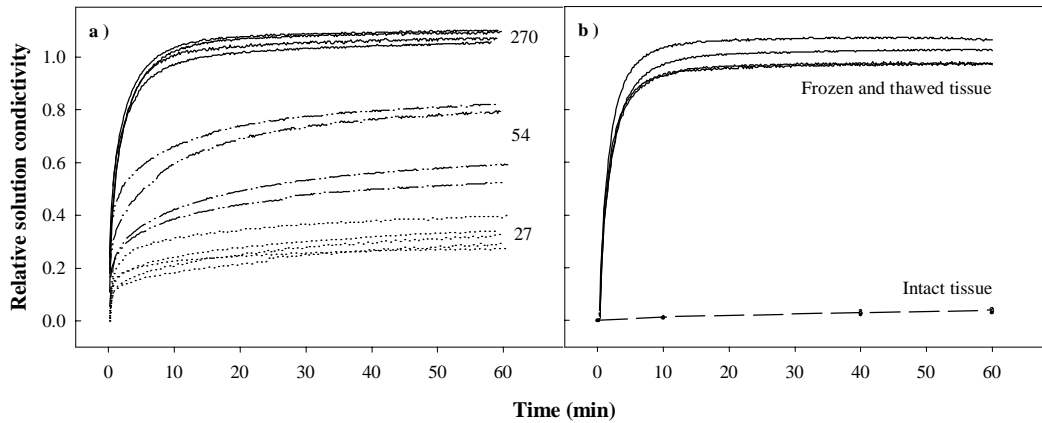 a )
b )
1.0
0.8
0.6
0.4
0.2
0.0
270
54
27
Frozen and thawed tissue
Intact tissue
Relative solution condictivity
0 10 20 30 40 50 60
0 10 20 30 40 50 60
Time (min)